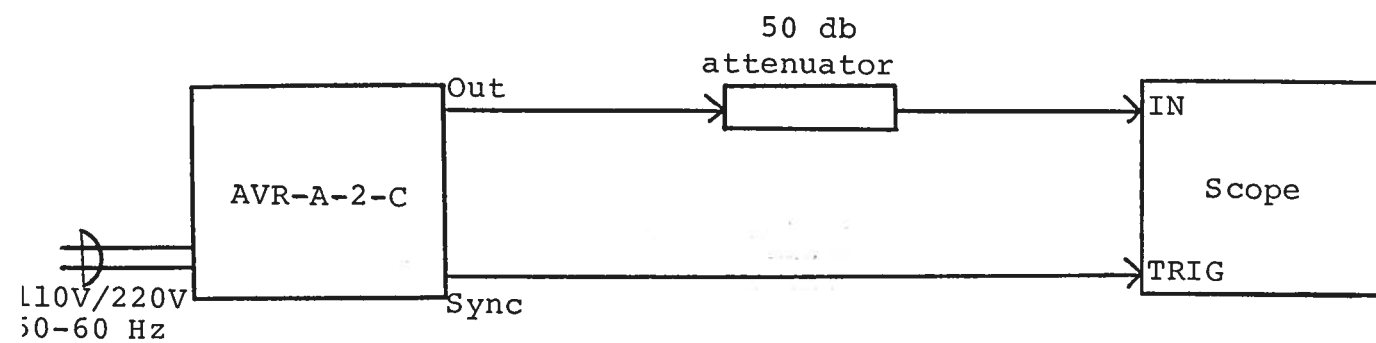 50 db
attenuator
Out
IN
AVR-A-2-C
Scope
TRIG
Sync
110V/220V
50-60 Hz